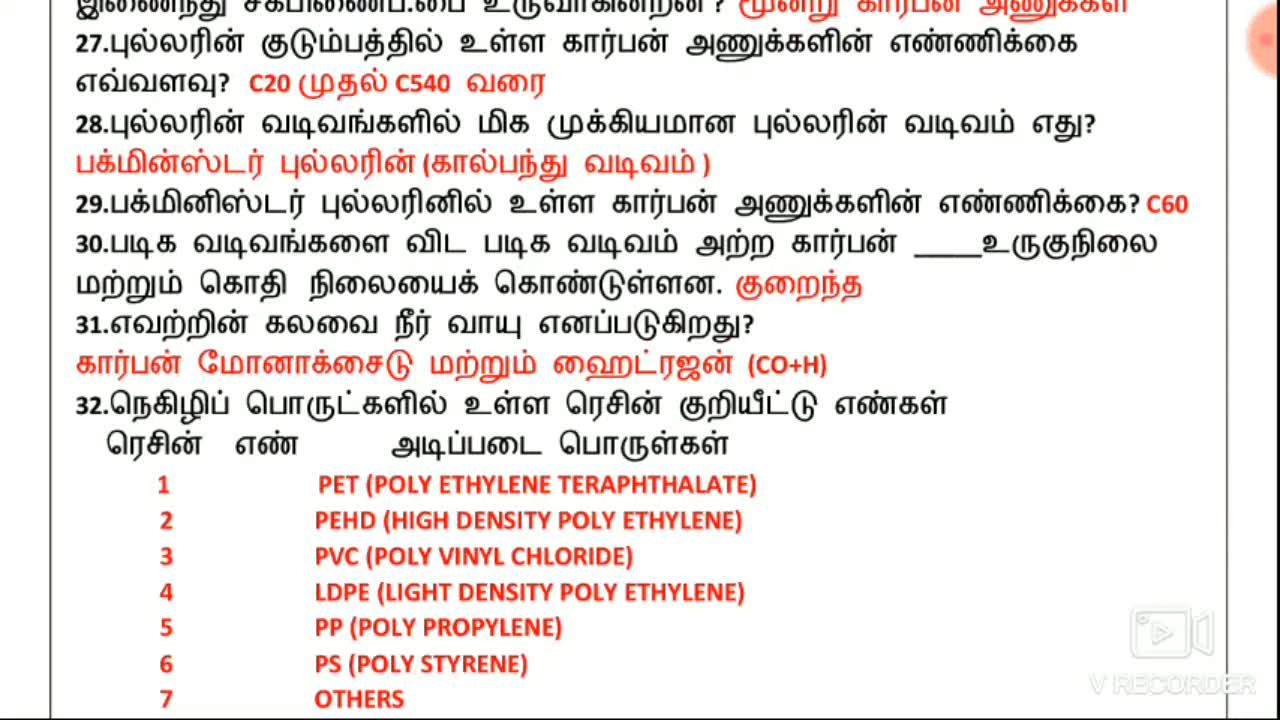 உருவாகின்றன? மூன்று கார்பன் அணுக்கள்
27.புல்லரின் குடும்பத்தில் உள்ள கார்பன் அணுக்களின் எண்ணிக்கை
எவ்வளவு? C20 முதல் C540 வரை
28.புல்லரின் வடிவங்களில் மிக முக்கியமான புல்லரின் வடிவம் எது?
பக்மின்ஸ்டர் புல்லரின் (கால்பந்து வடிவம் )
29.பக்மினிஸ்டர் புல்லரினில் உள்ள கார்பன் அணுக்களின் எண்ணிக்கை? C60
30.படிக வடிவங்களை விட படிக வடிவம் அற்ற கார்பன் _____உருகுநிலை
மற்றும் கொதி நிலையைக் கொண்டுள்ளன. குறைந்த
31.எவற்றின் கலவை நீர் வாயு எனப்படுகிறது?
கார்பன் மோனாக்சைடு மற்றும் ஹைட்ரஜன் (CO+H)
32.நெகிழிப் பொருட்களில் உள்ள ரெசின் குறியீட்டு எண்கள்
ரெசின் எண் அடிப்படை பொருள்கள்
1 PET (POLY ETHYLENE TERAPHTHALATE)
2 PEHD (HIGH DENSITY POLY ETHYLENE)
3 PVC (POLY VINYL CHLORIDE)
4 LDPE (LIGHT DENSITY POLY ETHYLENE)
5 PP (POLY PROPYLENE)
6 PS (POLY STYRENE)
7 OTHERS
V RECORDER